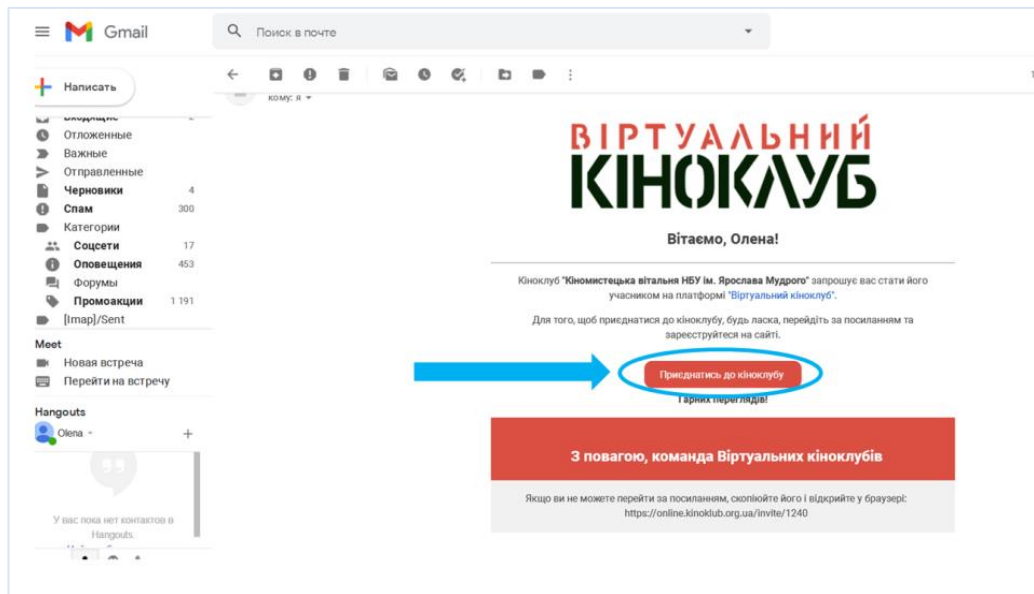 Gmail
Поиск в почте
Написать
Входящие
Отложенные
Важные
Отправленные
Черновики 4
Спам 300
Категории
Соцсети 17
Оповещения 453
Форумы
Промоакции 1 191
[Imap]/Sent
Meet
Новая встреча
Перейти на встречу
Hangouts
Olena
У вас пока нет контактов в
Hangouts.
кому: я
ВІРТУАЛЬНИЙ
КІНОКЛУБ
Вітаємо, Олена!
Кіноклуб "Кіномистецька вітальня НБУ ім. Ярослава Мудрого" запрошує вас стати його
учасником на платформі "Віртуальний кіноклуб".
Для того, щоб приєднатися до кіноклубу, будь ласка, перейдіть за посиланням та
зареєструйтеся на сайті.
Приєднатись до кіноклубу
Гарних переглядів!
З повагою, команда Віртуальних кіноклубів
Якщо ви не можете перейти за посиланням, скопіюйте його і відкрийте у браузері:
https://online.kinoklub.org.ua/invite/1240